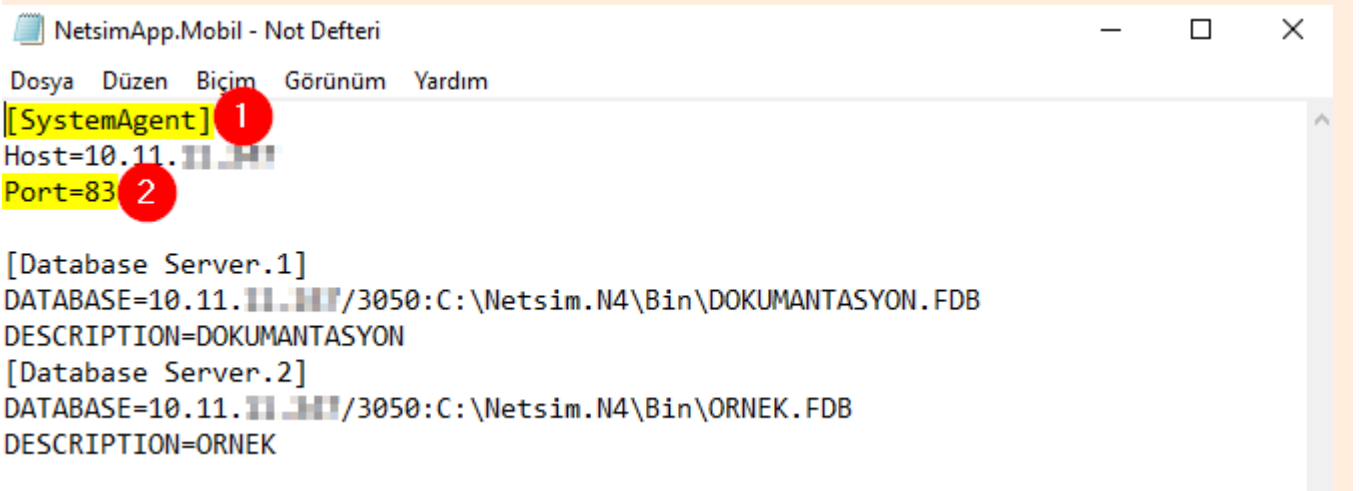 NetsimApp.Mobil - Not Defteri
Dosya Düzen Biçim Görünüm Yardım
[SystemAgent] 1
Host=10.11.
Port=83 2
[Database Server.1]
DATABASE=10.11. /3050:C:\Netsim.N4\Bin\DOKUMANTASYON.FDB
DESCRIPTION=DOKUMANTASYON
[Database Server.2]
DATABASE=10.11. /3050:C:\Netsim.N4\Bin\ORNEK.FDB
DESCRIPTION=ORNEK